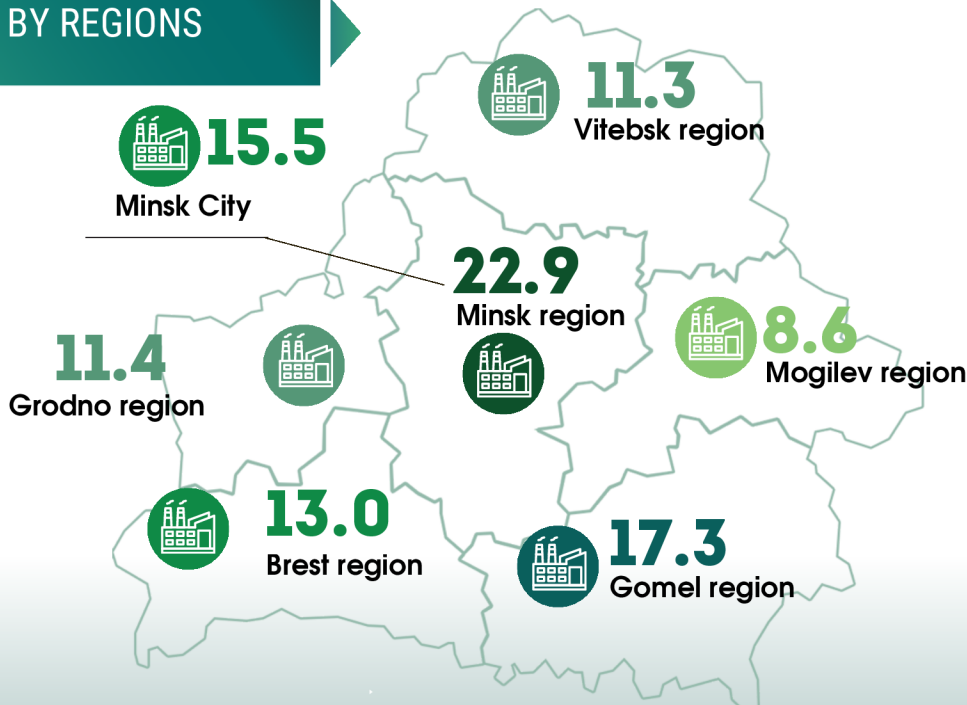 BY REGIONS
11.3
Vitebsk region
15.5
Minsk City
22.9
Minsk region
8.6
Mogilev region
11.4
Grodno region
13.0
Brest region
17.3
Gomel region